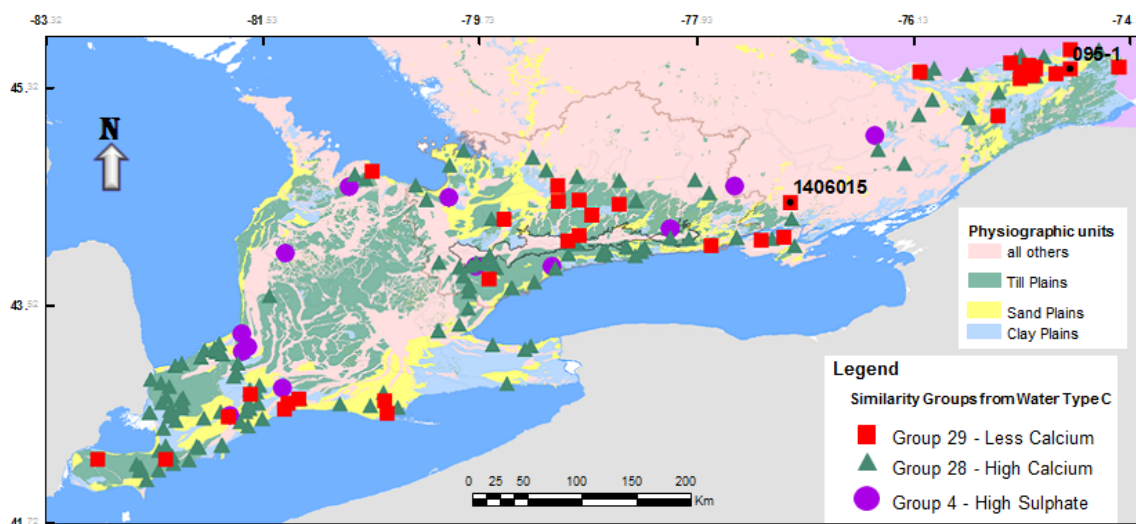 -83.32 -81.53 -79.73 -77.93 -76.13 -74
095-1
45.32
N
1406015
Physiographic units
all others
Till Plains
Sand Plains
Clay Plains
43.52
Legend
Similarity Groups from Water Type C
Group 29 - Less Calcium
Group 28 - High Calcium
Group 4 - High Sulphate
0 25 50 100 150 200
Km
41.72